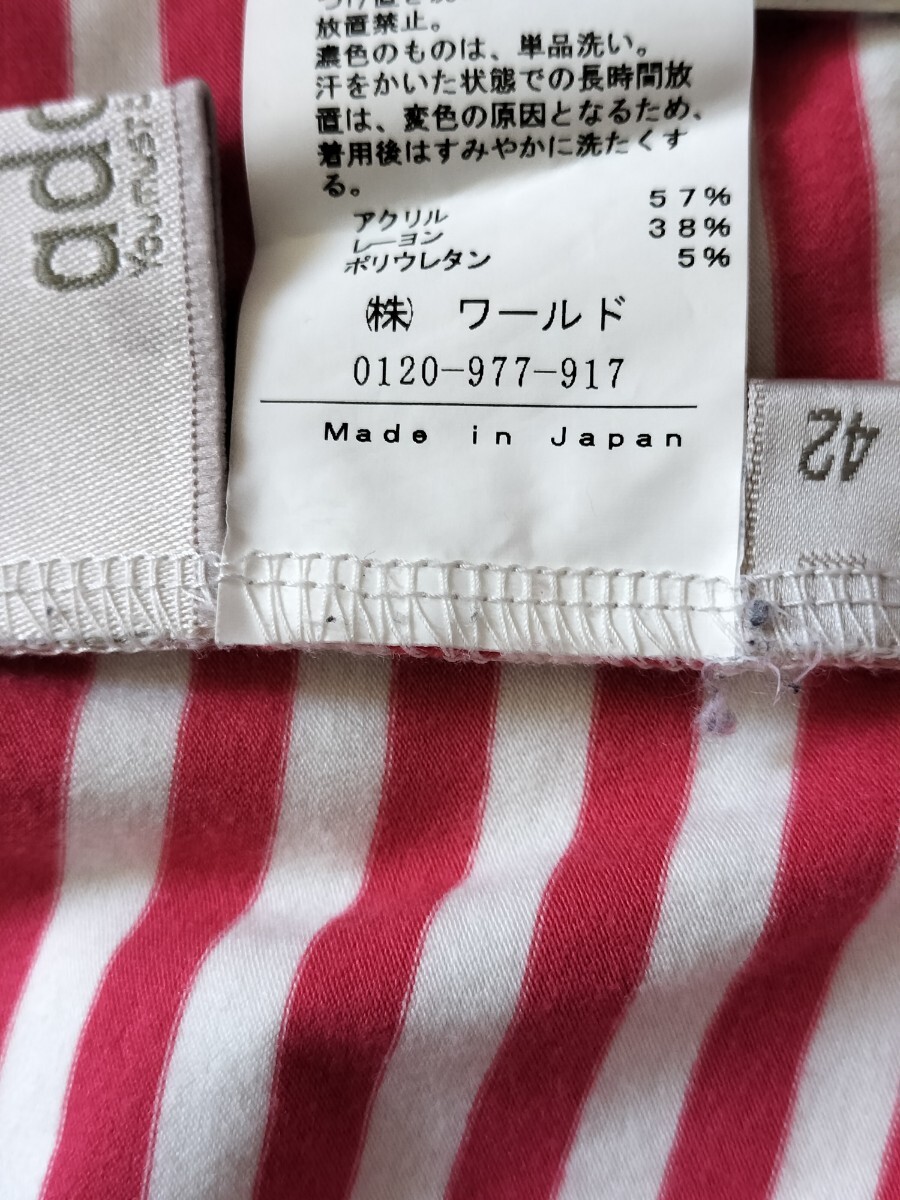 放置禁止。
濃色のものは、単品洗い。
汗をかいた状態での長時間放
置は、変色の原因となるため、
着用後はすみやかに洗たくす
る。
アクリル 57%
レーヨン 38%
ポリウレタン 5%
㈱ ワールド
0120-977-917
Made in Japan
42